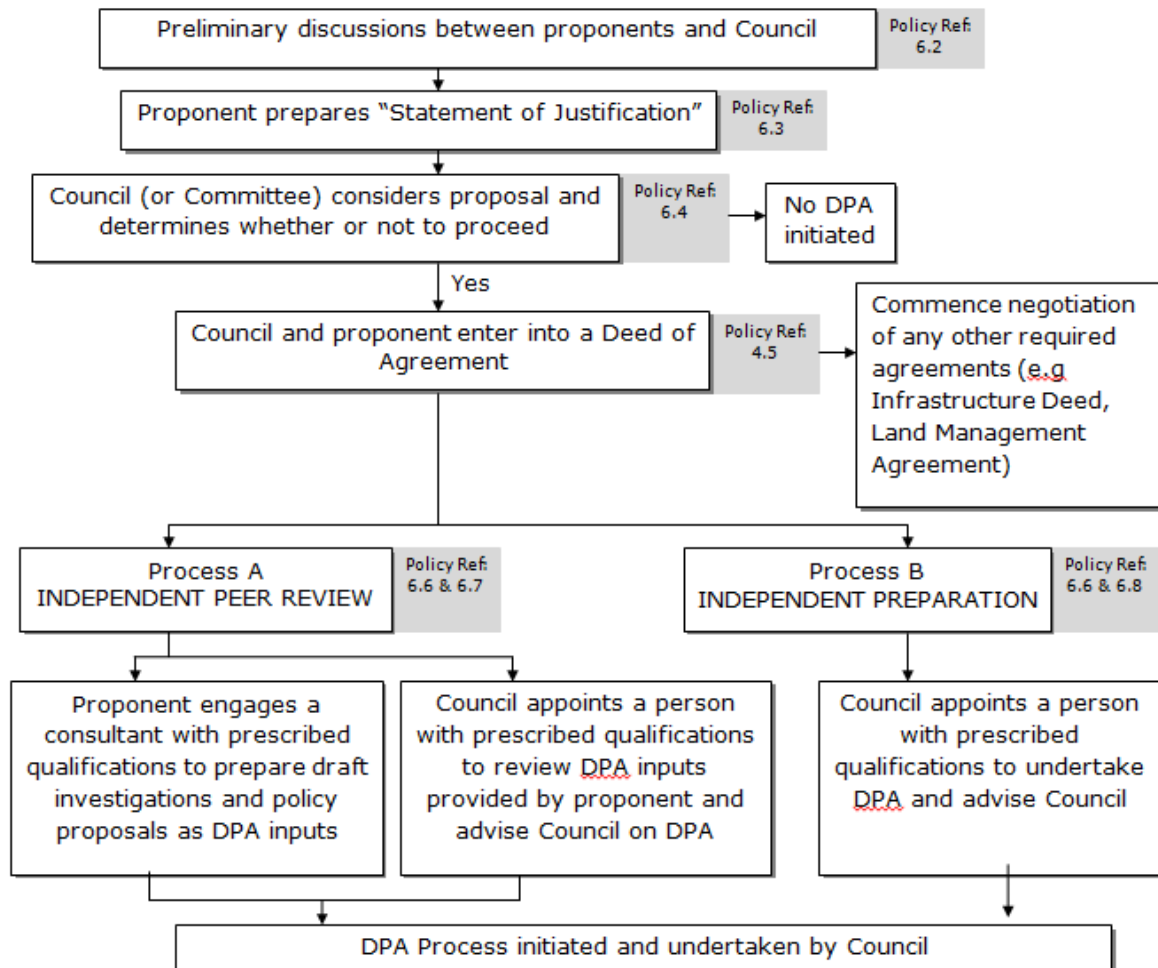 Preliminary discussions between proponents and Council
Policy Ref:
6.2
Proponent prepares “Statement of Justification”
Policy Ref:
6.3
Council (or Committee) considers proposal and
determines whether or not to proceed
Policy Ref:
6.4
No DPA
initiated
Yes
Council and proponent enter into a Deed of
Agreement
Policy Ref:
4.5
Commence negotiation
of any other required
agreements (e.g
Infrastructure Deed,
Land Management
Agreement)
Process A
INDEPENDENT PEER REVIEW
Policy Ref:
6.6 & 6.7
Process B
INDEPENDENT PREPARATION
Policy Ref:
6.6 & 6.8
Proponent engages a
consultant with prescribed
qualifications to prepare draft
investigations and policy
proposals as DPA inputs
Council appoints a person
with prescribed qualifications
to review DPA inputs
provided by proponent and
advise Council on DPA
Council appoints a person
with prescribed
qualifications to undertake
DPA and advise Council
DPA Process initiated and undertaken by Council